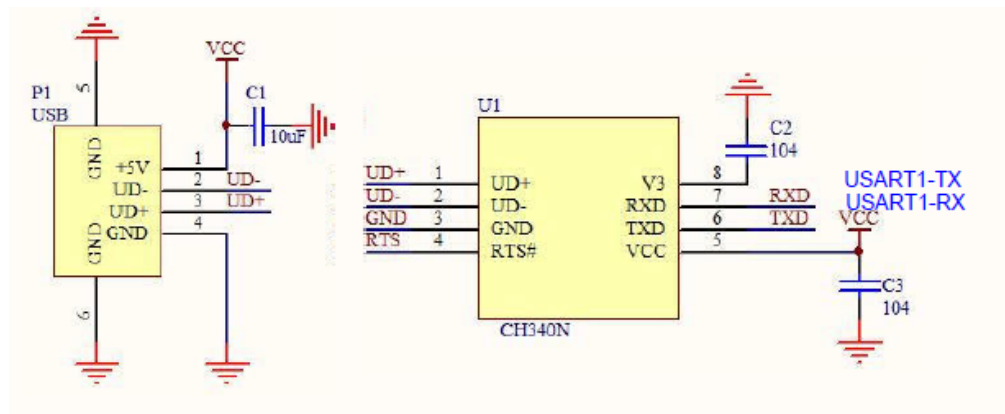 VCC
P1
USB
5
C1
10uF
GND
+5V
1
UD-
2
UD-
UD+
3
UD+
GND
4
GND
6
U1
C2
104
UD+
1
UD+
V3
8
UD-
2
UD-
RXD
7
RXD
USART1-TX
GND
3
GND
TXD
6
TXD
USART1-RX
RTS
4
RTS#
VCC
5
VCC
C3
104
CH340N